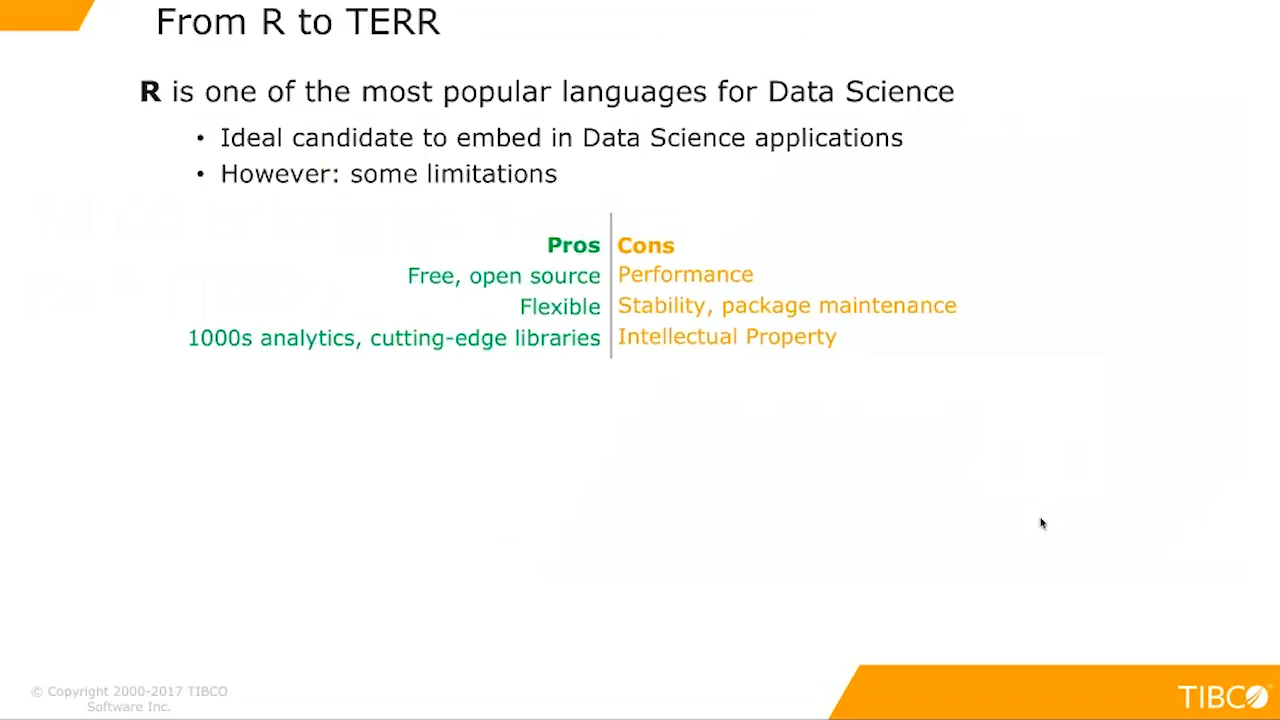 From R to TERR
R is one of the most popular languages for Data Science
• Ideal candidate to embed in Data Science applications
• However: some limitations
Pros Cons
Free, open source Performance
Flexible Stability, package maintenance
1000s analytics, cutting-edge libraries Intellectual Property
© Copyright 2000-2017 TIBCO
Software Inc.
TIBCO